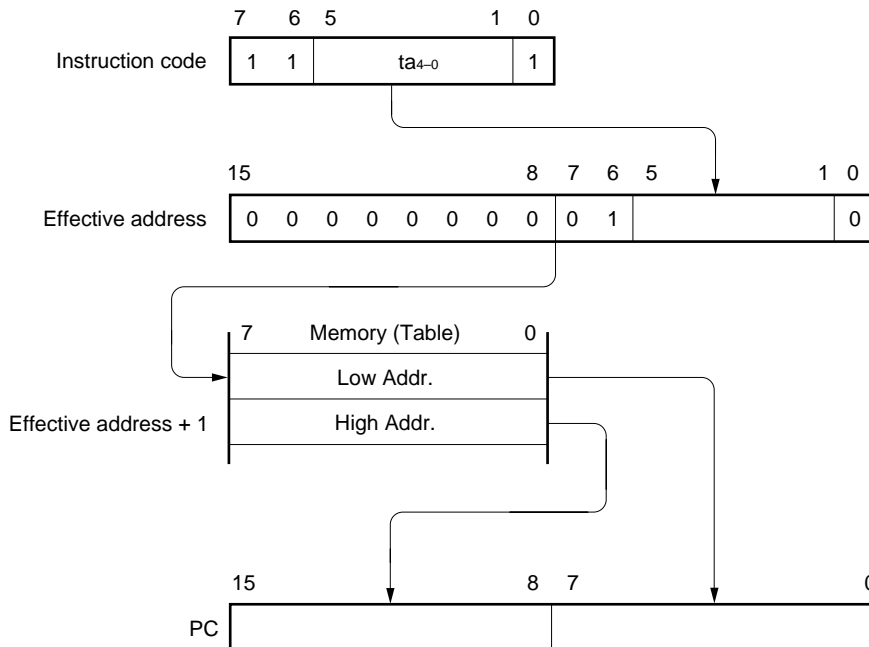 7 6 5 1 0
Instruction code 1 1 ta4–0 1
15 8 7 6 5 1 0
Effective address 0 0 0 0 0 0 0 0 0 1 0
7 Memory (Table) 0
Low Addr.
Effective address + 1 High Addr.
15 8 7 0
PC